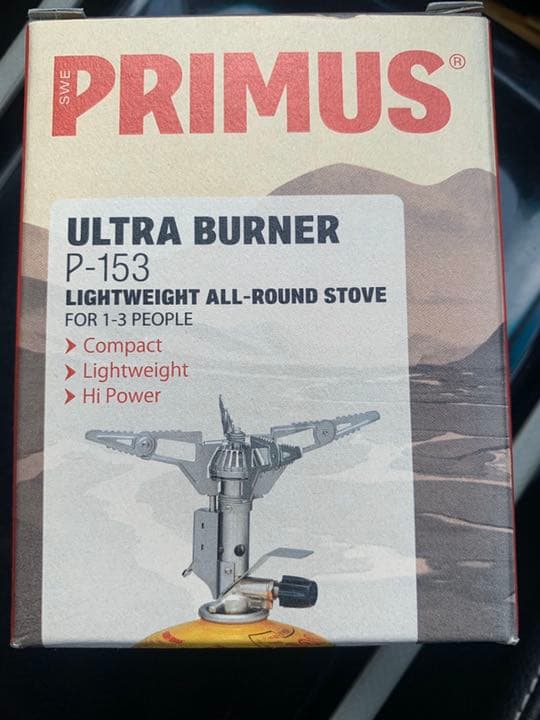 SWE
PRIMUS®
ULTRA BURNER
P-153
LIGHTWEIGHT ALL-ROUND STOVE
FOR 1-3 PEOPLE
Compact
Lightweight
Hi Power